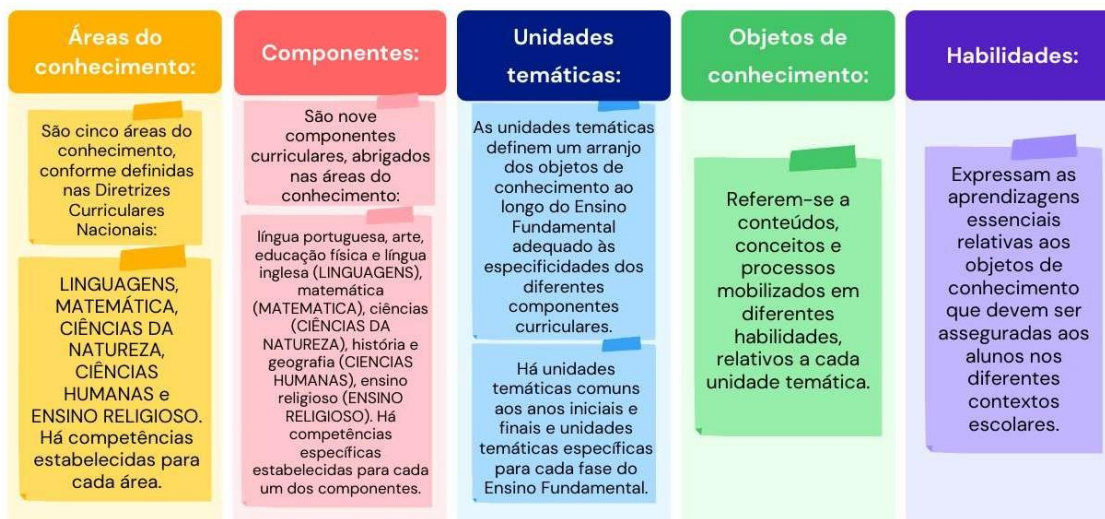 Áreas do
conhecimento:
São cinco áreas do
conhecimento,
conforme definidas
nas Diretrizes
Curriculares
Nacionais:
LINGUAGENS,
MATEMÁTICA,
CIÊNCIAS DA
NATUREZA,
CIÊNCIAS
HUMANAS e
ENSINO RELIGIOSO.
Há competências
estabelecidas para
cada área.
Componentes:
São nove
componentes
curriculares, abrigados
nas áreas do
conhecimento:
língua portuguesa, arte,
educação física e língua
inglesa (LINGUAGENS),
matemática
(MATEMATICA), ciências
(CIÊNCIAS DA
NATUREZA), história e
geografia (CIENCIAS
HUMANAS), ensino
religioso (ENSINO
RELIGIOSO). Há
competências
específicas
estabelecidas para cada
um dos componentes.
Unidades
temáticas:
As unidades temáticas
definem um arranjo
dos objetos de
conhecimento ao
longo do Ensino
Fundamental
adequado às
especificidades dos
diferentes
componentes
curriculares.
Há unidades
temáticas comuns
aos anos iniciais e
finais e unidades
temáticas específicas
para cada fase do
Ensino Fundamental.
Objetos de
conhecimento:
Referem-se a
conteúdos,
conceitos e
processos
mobilizados em
diferentes
habilidades,
relativos a cada
unidade temática.
Habilidades:
Expressam as
aprendizagens
essenciais
relativas aos
objetos de
conhecimento
que devem ser
asseguradas aos
alunos nos
diferentes
contextos
escolares.